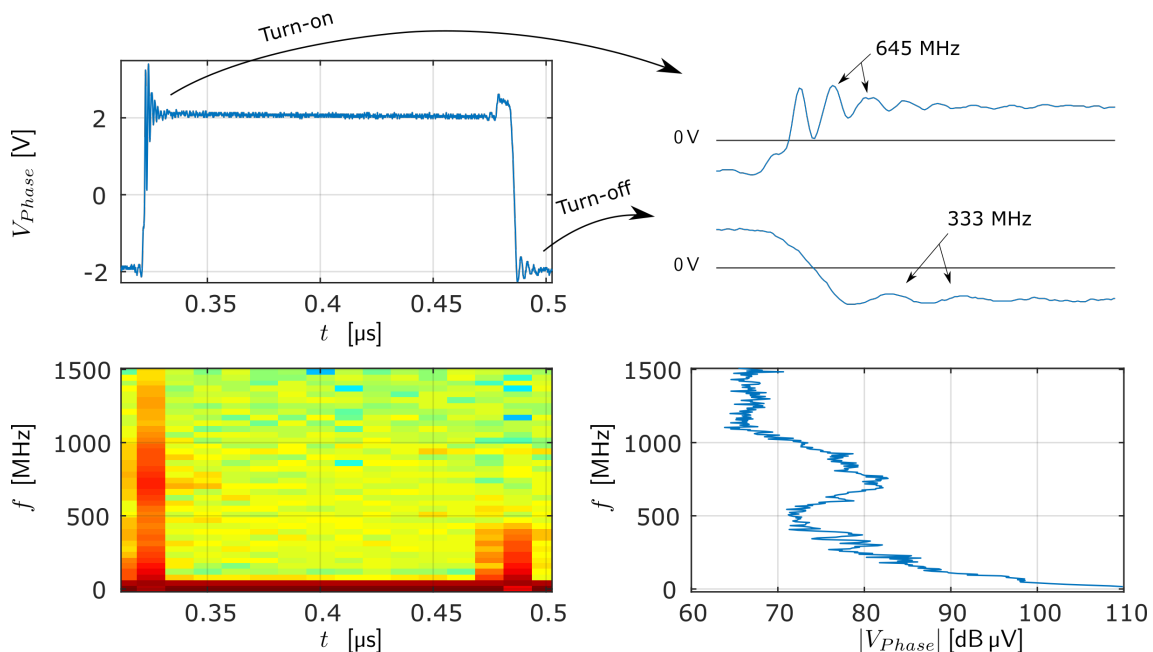 Turn-on
645 MHz
V_Phase [V]
2
0
-2
0 V
Turn-off
333 MHz
0 V
0.35 0.4 0.45 0.5
t [µs]
f [MHz]
1500
1000
500
0
0.35 0.4 0.45 0.5
t [µs]
f [MHz]
1500
1000
500
0
60 70 80 90 100 110
|V_Phase| [dB µV]